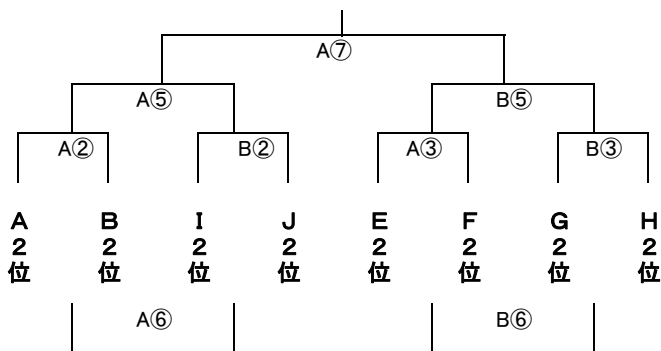 A⑦
A⑤ B⑤
A② B② A③ B③
A B I J E F G H
2 2 2 2 2 2 2 2
位 位 位 位 位 位 位 位
A⑥ B⑥